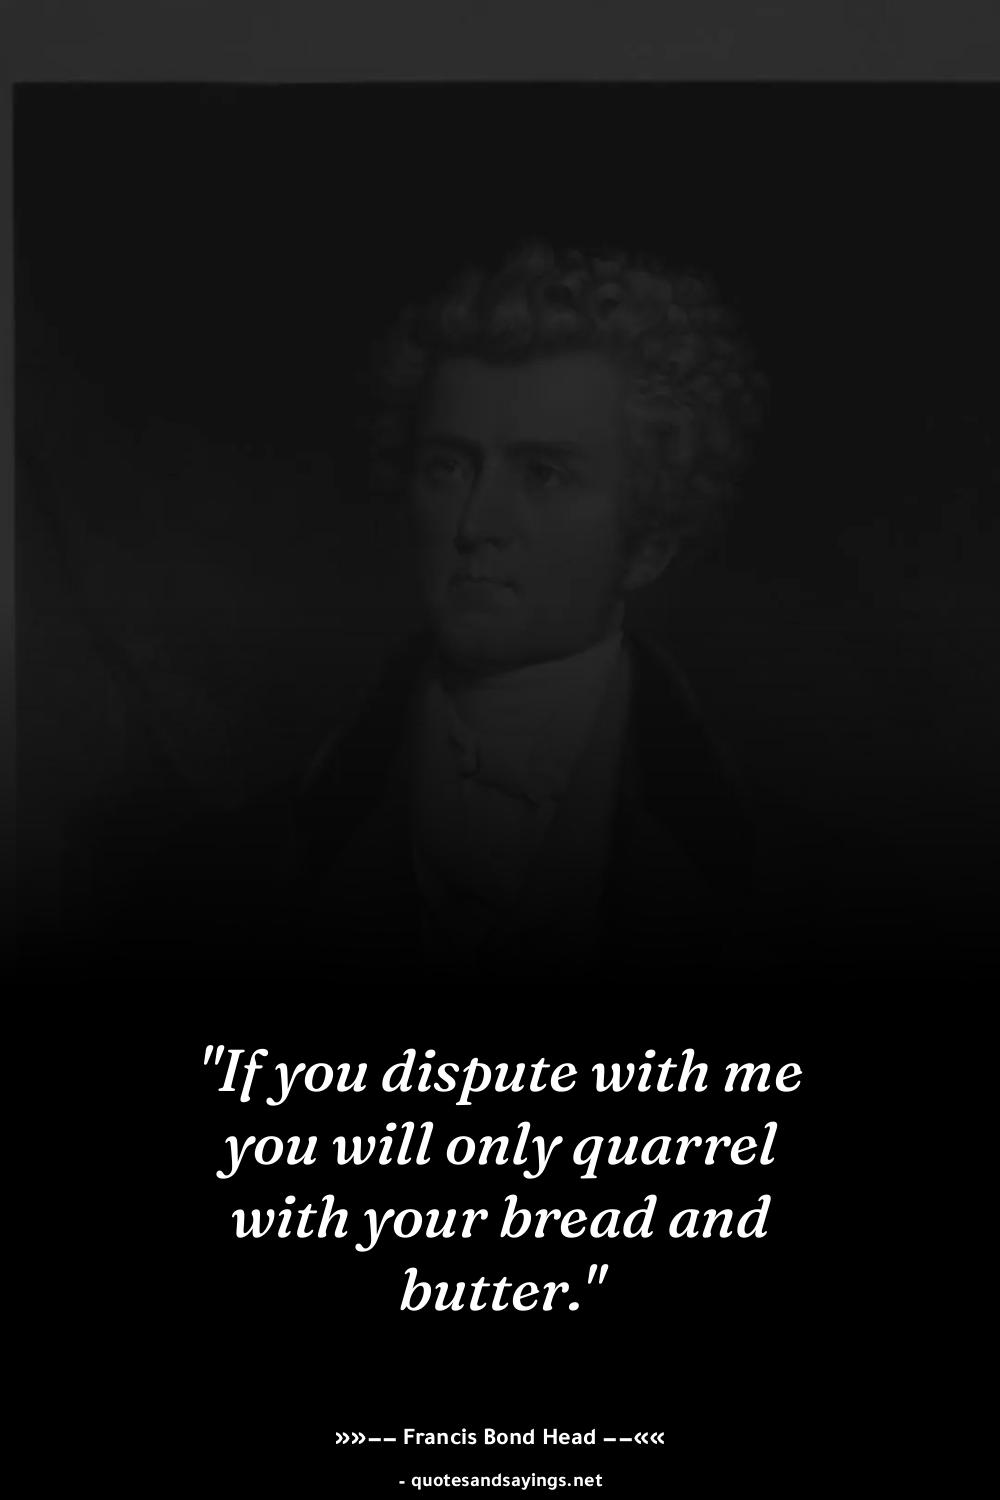 "If you dispute with me
you will only quarrel
with your bread and
butter."
»»−− Francis Bond Head −−««
- quotesandsayings.net